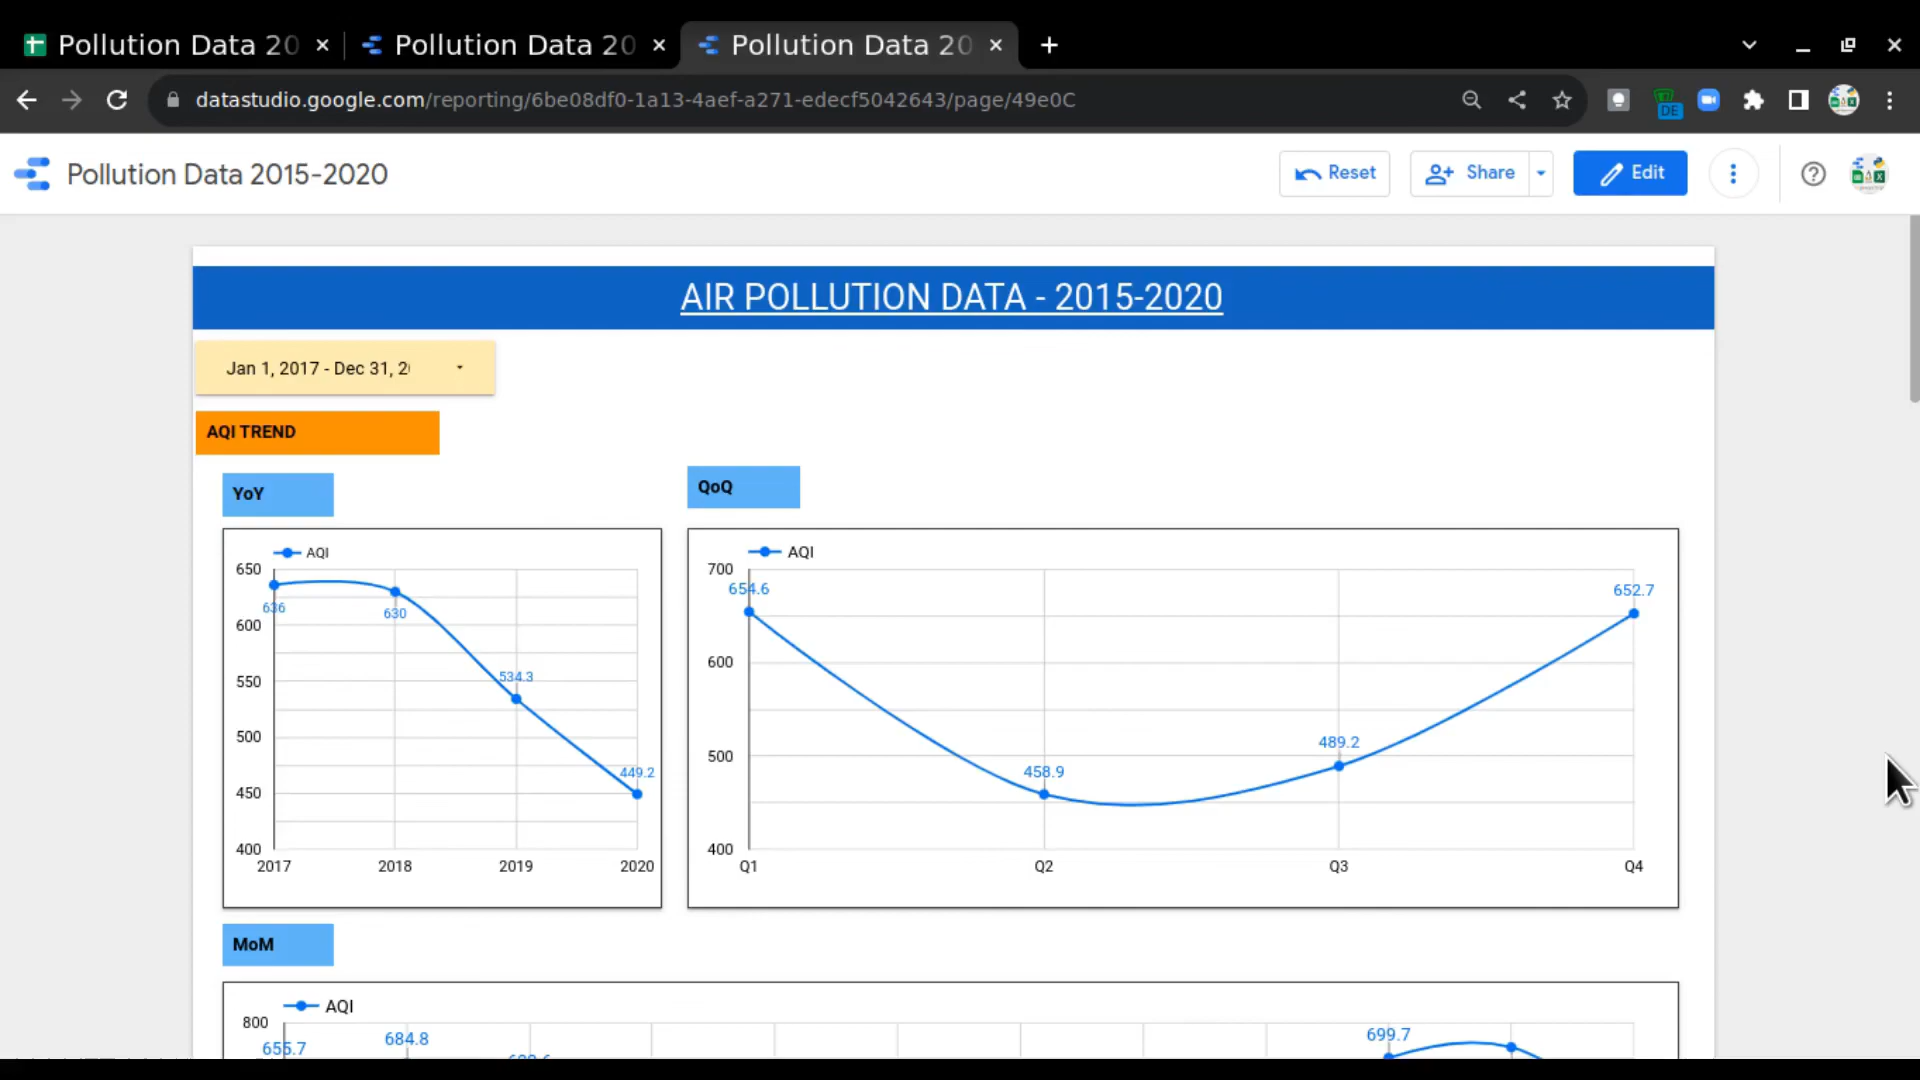 Pollution Data 20
Pollution Data 20
Pollution Data 20
datastudio.google.com/reporting/6be08df0-1a13-4aef-a271-edecf5042643/page/49e0C
DE
Pollution Data 2015-2020
Reset
Share
Edit
AIR POLLUTION DATA - 2015-2020
Jan 1, 2017 - Dec 31, 2
AQI TREND
YoY
QoQ
AQI
650
600
550
500
450
400
636
630
534.3
449.2
2017 2018 2019 2020
AQI
700
600
500
400
654.6
458.9
489.2
652.7
Q1 Q2 Q3 Q4
MoM
AQI
800
655.7
684.8
699.7